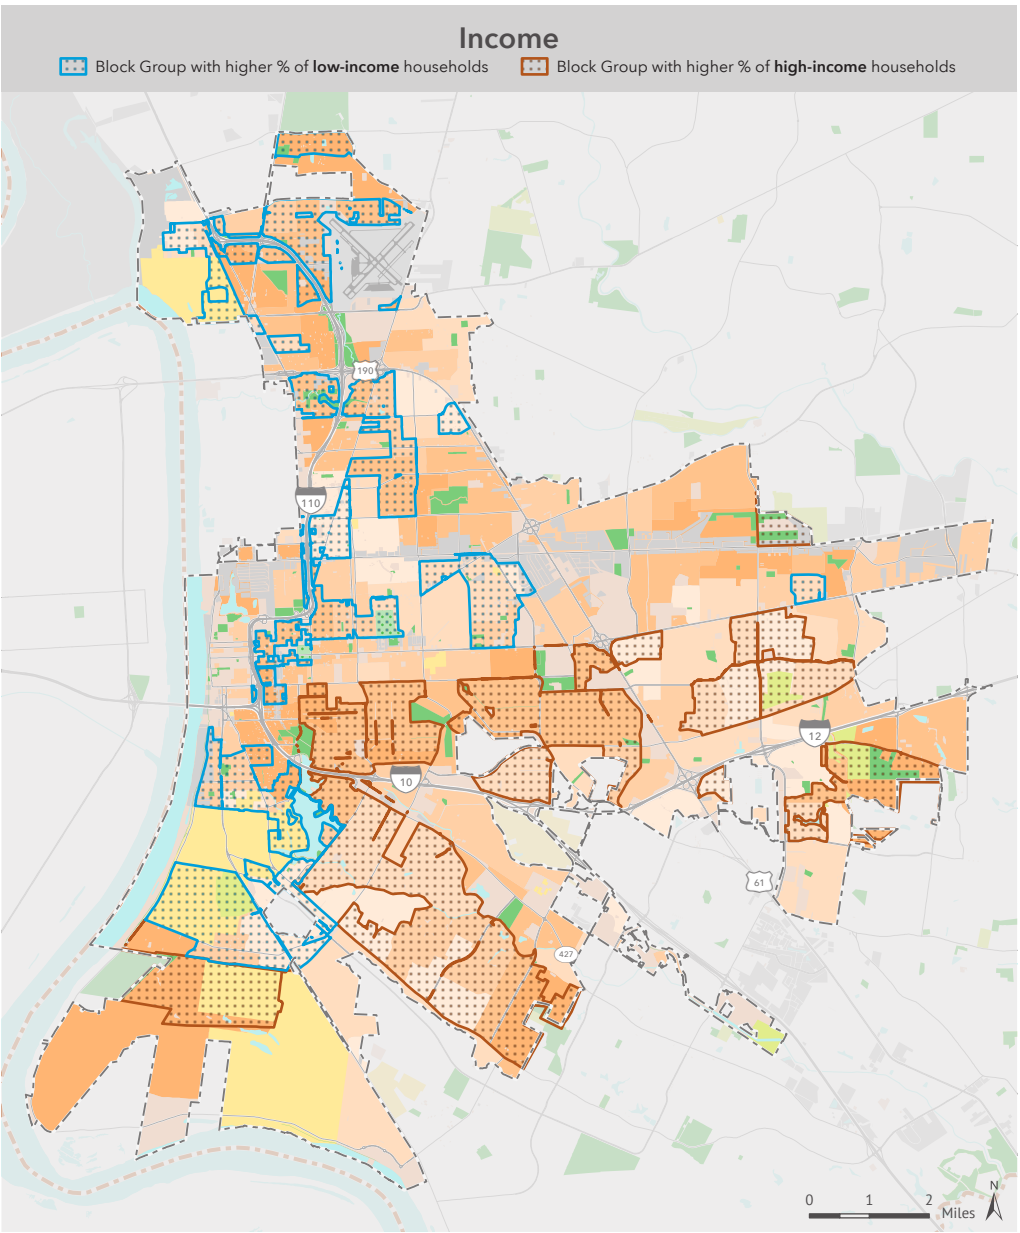 Income
Block Group with higher % of low-income households
Block Group with higher % of high-income households
190
110
12
10
61
427
N
0 1 2
Miles